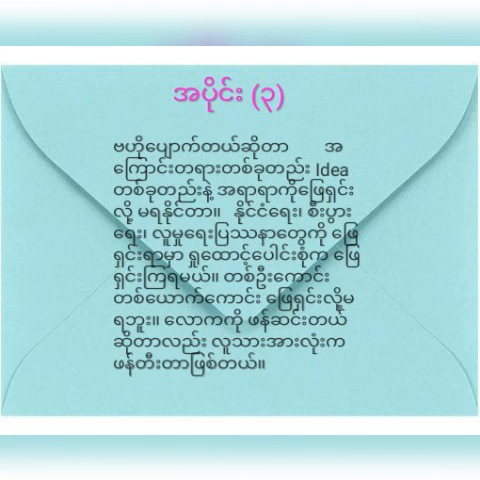 အပိုင်း (၃)
ဗဟိုပျောက်တယ်ဆိုတာ အ
ကြောင်းတရားတစ်ခုတည်း Idea
တစ်ခုတည်းနဲ့ အရာရာကိုဖြေရှင်း
လို့ မရနိုင်တာ။ နိုင်ငံရေး၊ စီးပွား
ရေး၊ လူမှုရေးပြဿနာတွေကို ဖြေ
ရှင်းရာမှာ ရှုထောင့်ပေါင်းစုံက ဖြေ
ရှင်းကြရမယ်။ တစ်ဦးကောင်း
တစ်ယောက်ကောင်း ဖြေရှင်းလို့မ
ရဘူး။ လောကကို ဖန်ဆင်းတယ်
ဆိုတာလည်း လူသားအားလုံးက
ဖန်တီးတာဖြစ်တယ်။